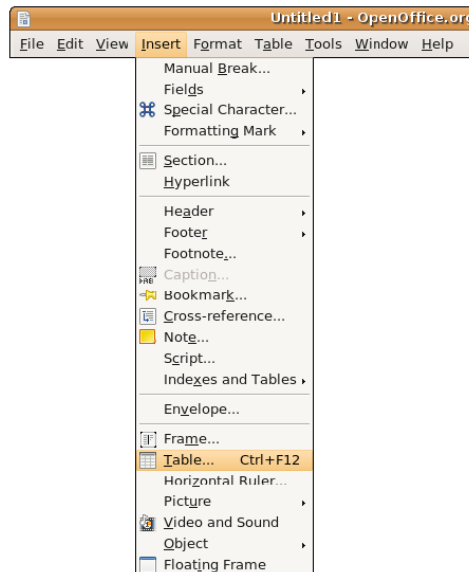 Untitled1 - OpenOffice.org
File Edit View Insert Format Table Tools Window Help
Manual Break...
Fields
Special Character...
Formatting Mark
Section...
Hyperlink
Header
Footer
Footnote...
Caption...
Bookmark...
Cross-reference...
Note...
Script...
Indexes and Tables
Envelope...
Frame...
Table... Ctrl+F12
Horizontal Ruler...
Picture
Video and Sound
Object
Floating Frame